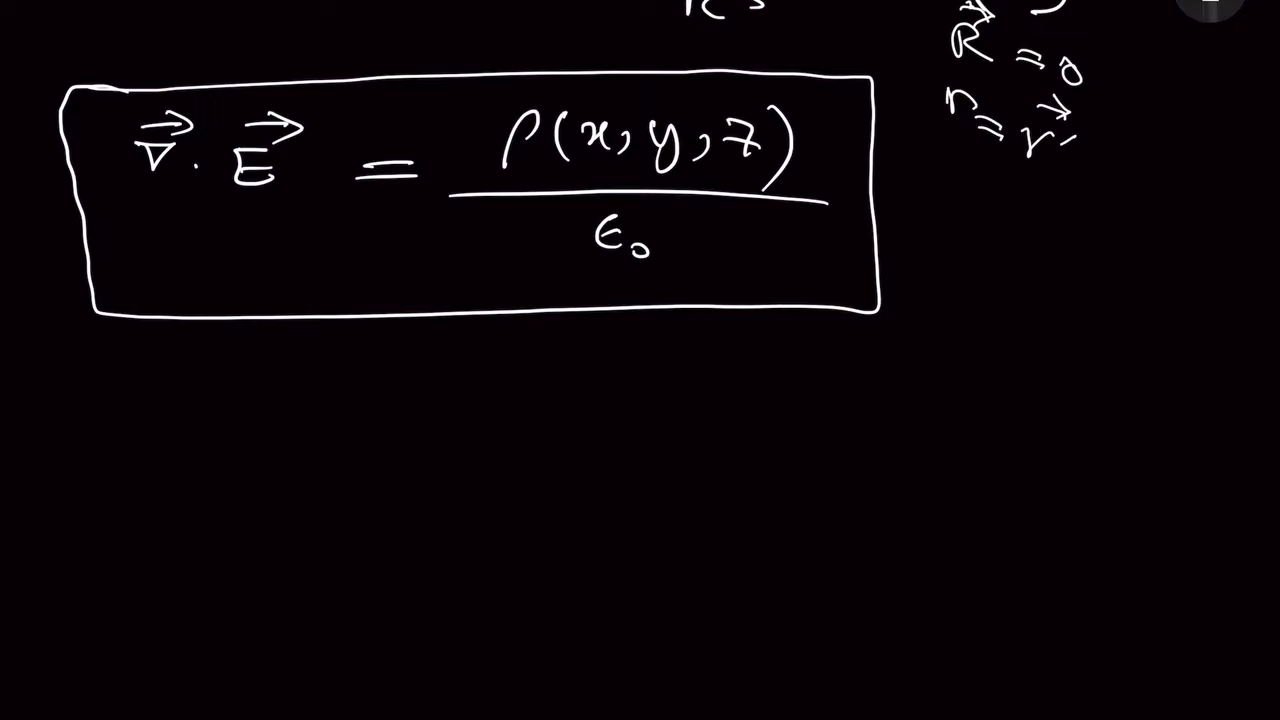 R⃗ = 0
∇⃗ . E⃗ = ρ(x, y, z) / ϵ₀
r = r⃗